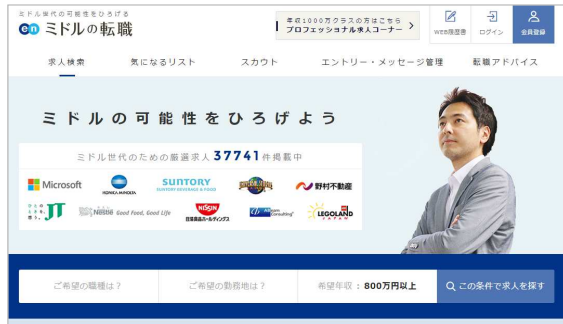 ミドル世代の可能性をひろげる
en ミドルの転職
年収1000万クラスの方はこちら
プロフェッショナル求人コーナー
WEB履歴書
ログイン
会員登録
求人検索 気になるリスト スカウト エントリー・メッセージ管理 転職アドバイス
ミドルの可能性をひろげよう
ミドル世代のための厳選求人37741件掲載中
Microsoft
KONICA MINOLTA
SUNTORY
SUNTORY BEVERAGE & FOOD
野村不動産
JT
Nestlé Good Food, Good Life
NISSIN
日清食品ホールディングス
Consulting
LEGOLAND
JAPAN
ご希望の職種は？ ご希望の勤務地は？ 希望年収：800万円以上 この条件で求人を探す